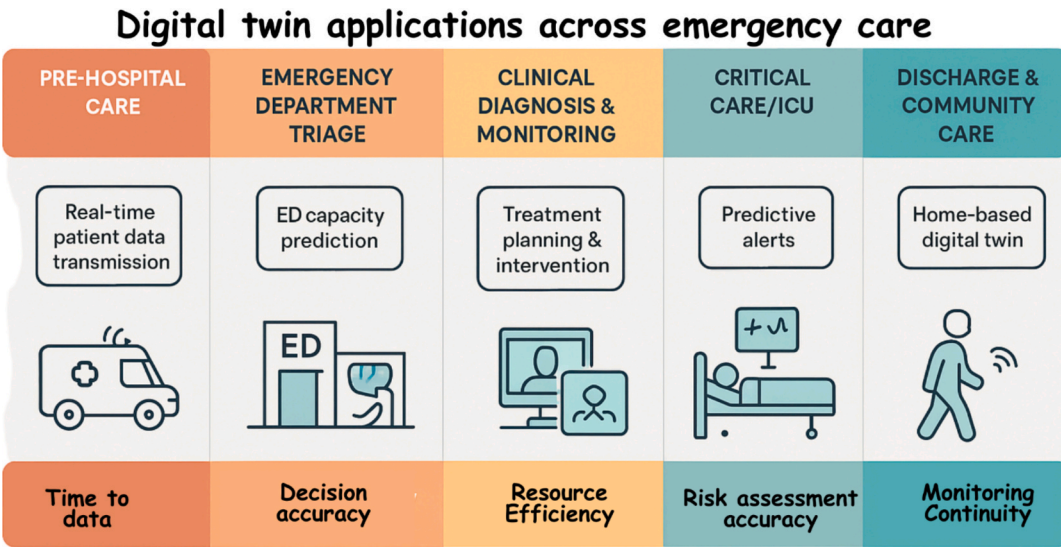 Digital twin applications across emergency care
PRE-HOSPITAL
CARE
EMERGENCY
DEPARTMENT
TRIAGE
CLINICAL
DIAGNOSIS &
MONITORING
CRITICAL
CARE/ICU
DISCHARGE &
COMMUNITY
CARE
Real-time
patient data
transmission
ED capacity
prediction
Treatment
planning &
intervention
Predictive
alerts
Home-based
digital twin
ED
Time to
data
Decision
accuracy
Resource
Efficiency
Risk assessment
accuracy
Monitoring
Continuity